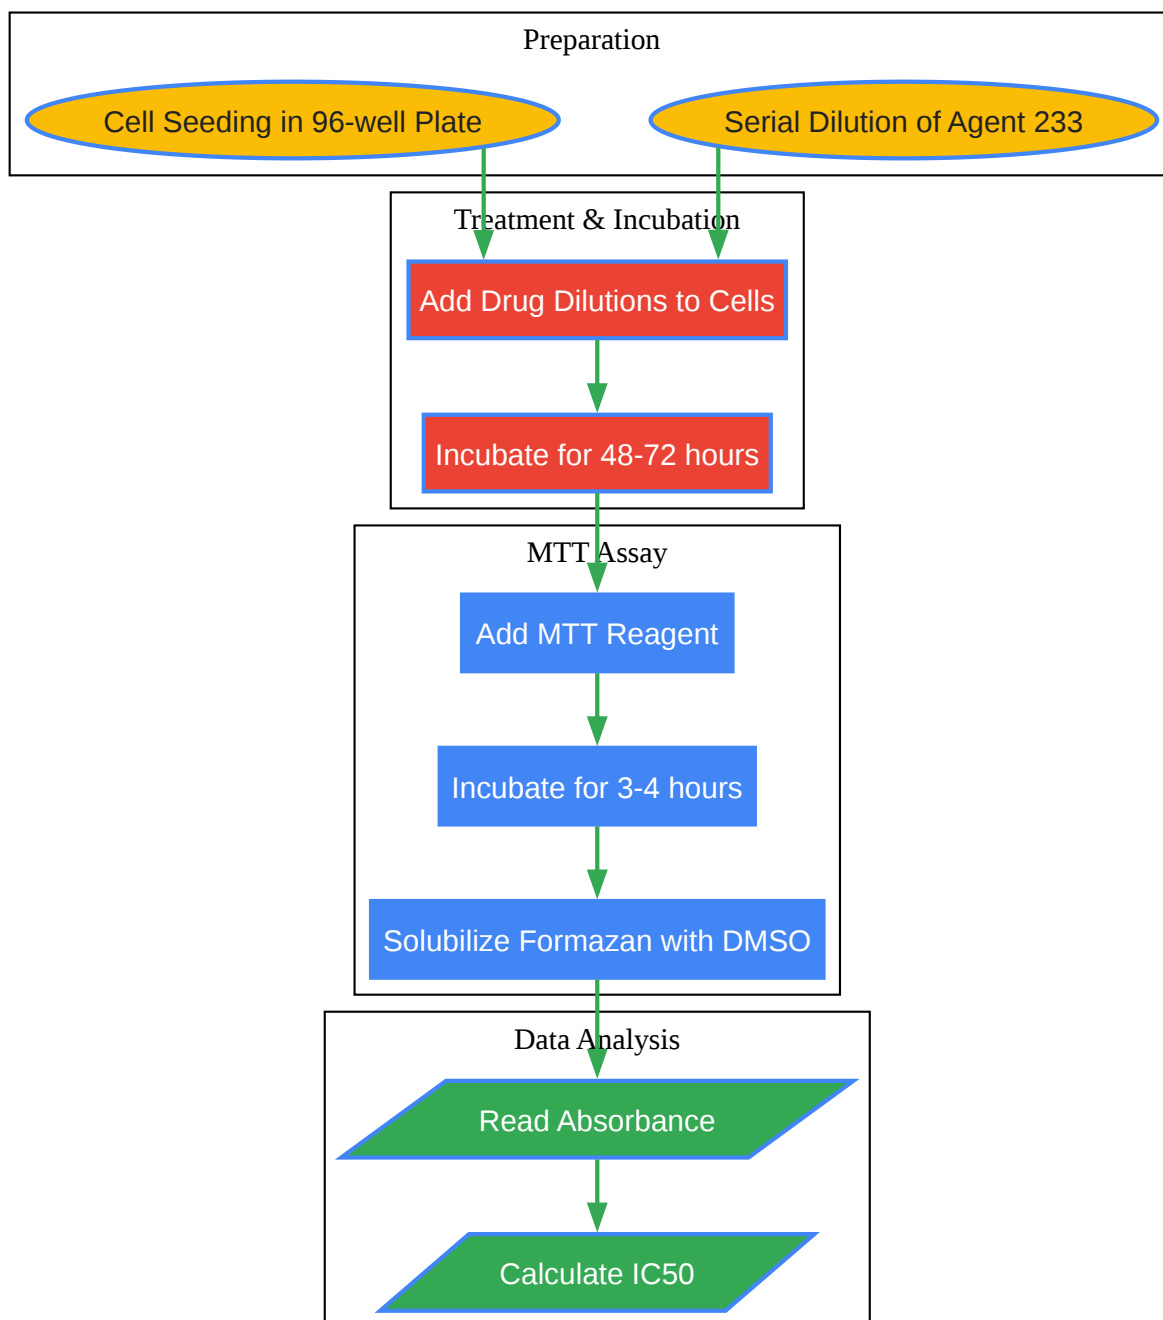 Preparation
Cell Seeding in 96-well Plate
Serial Dilution of Agent 233
Treatment & Incubation
Add Drug Dilutions to Cells
Incubate for 48-72 hours
MTT Assay
Add MTT Reagent
Incubate for 3-4 hours
Solubilize Formazan with DMSO
Data Analysis
Read Absorbance
Calculate IC50